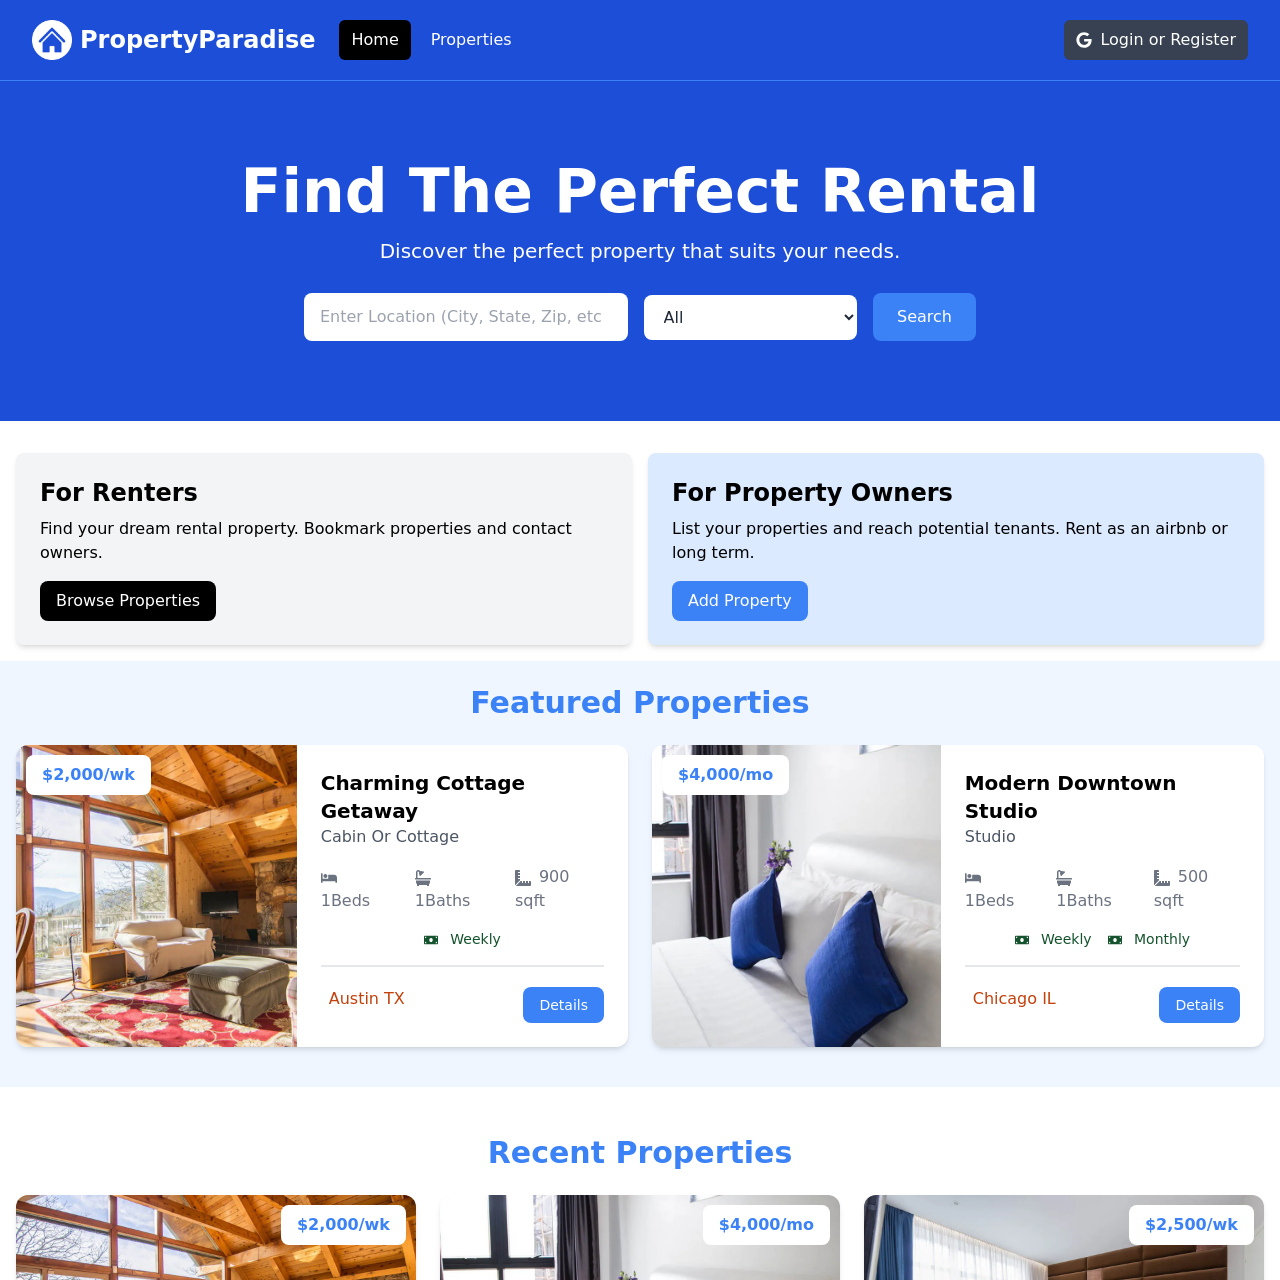 PropertyParadise
Home
Properties
Login or Register
Find The Perfect Rental
Discover the perfect property that suits your needs.
Enter Location (City, State, Zip, etc
All
Search
For Renters
Find your dream rental property. Bookmark properties and contact
owners.
Browse Properties
For Property Owners
List your properties and reach potential tenants. Rent as an airbnb or
long term.
Add Property
Featured Properties
$2,000/wk
Charming Cottage
Getaway
Cabin Or Cottage
1Beds
1Baths
900
sqft
Weekly
Austin TX
Details
$4,000/mo
Modern Downtown
Studio
Studio
1Beds
1Baths
500
sqft
Weekly
Monthly
Chicago IL
Details
Recent Properties
$2,000/wk
$4,000/mo
$2,500/wk